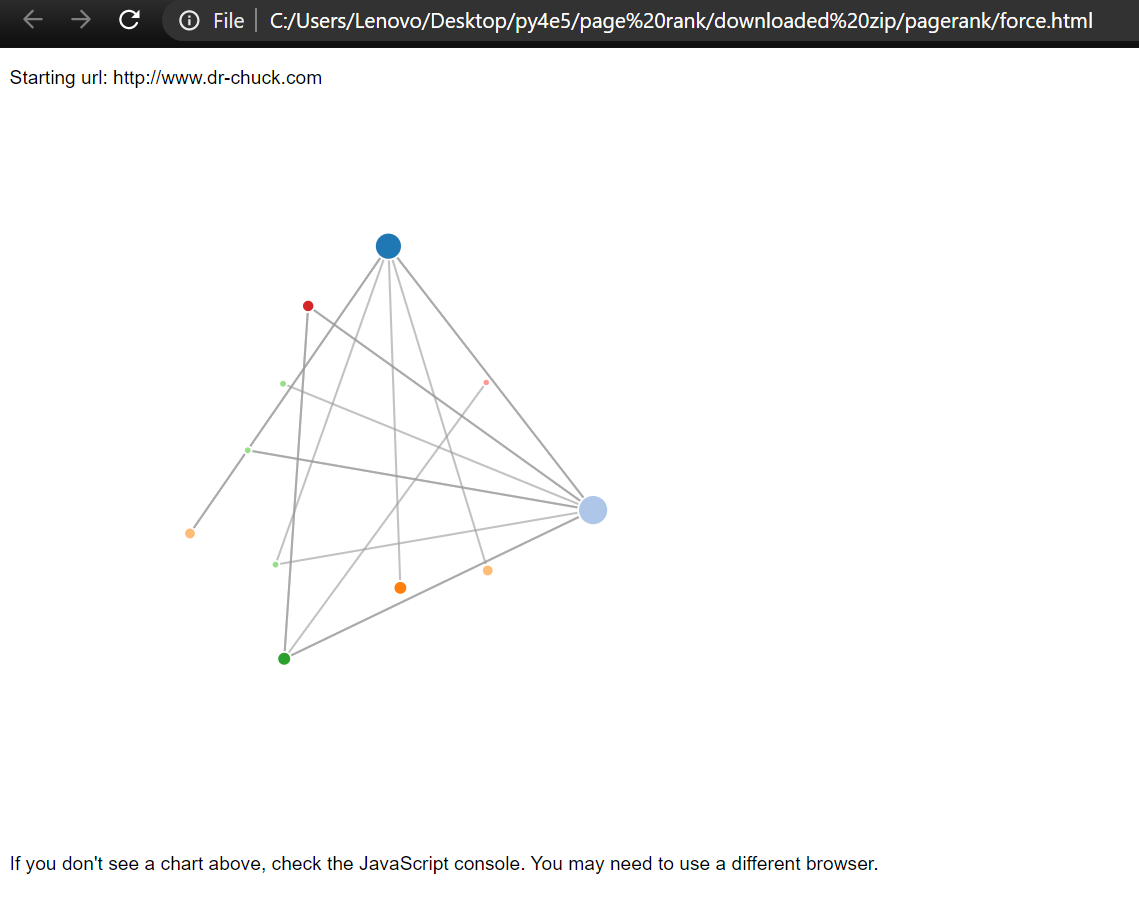 File C:/Users/Lenovo/Desktop/py4e5/page%20rank/downloaded%20zip/pagerank/force.html
Starting url: http://www.dr-chuck.com
If you don't see a chart above, check the JavaScript console. You may need to use a different browser.